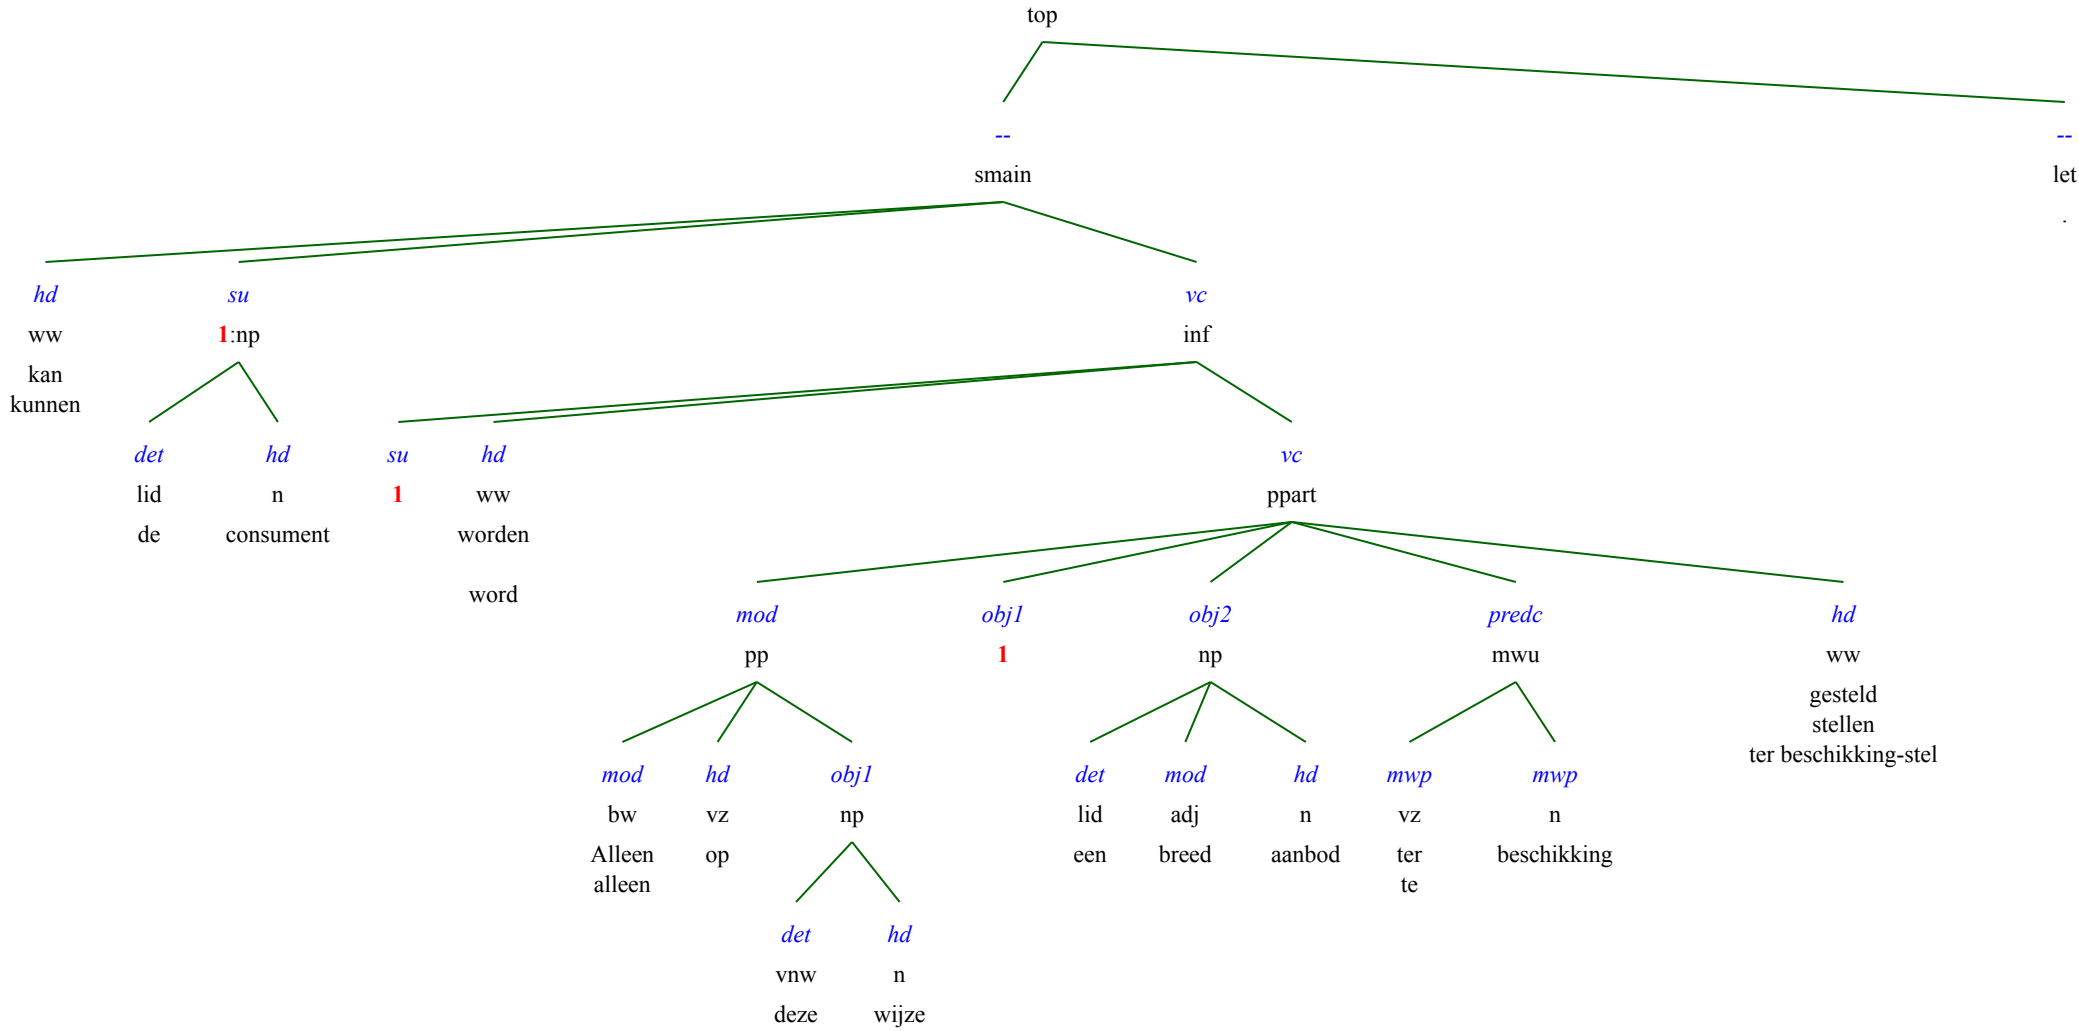 top
-- --
smain let
.
hd su vc
ww 1:np inf
kan
kunnen
det hd su hd vc
lid n 1 ww ppart
de consument worden
word
mod obj1 obj2 predc hd
pp 1 np mwu ww
gesteld
stellen
ter beschikking-stel
mod hd obj1 det mod hd mwp mwp
bw vz np lid adj n vz n
Alleen op een breed aanbod ter beschikking
alleen te
det hd
vnw n
deze wijze